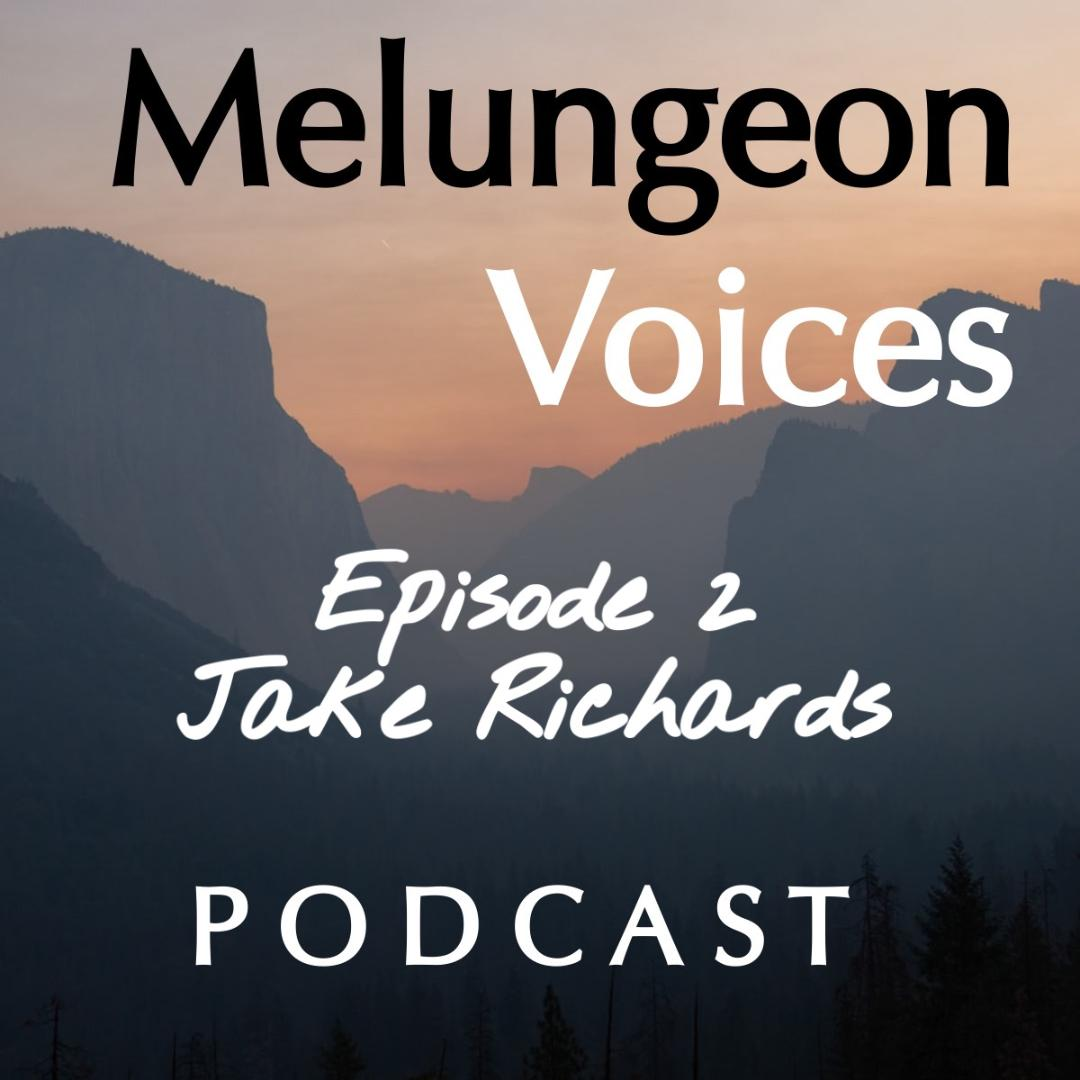 Melungeon
Voices
Episode 2
Jake Richards
PODCAST